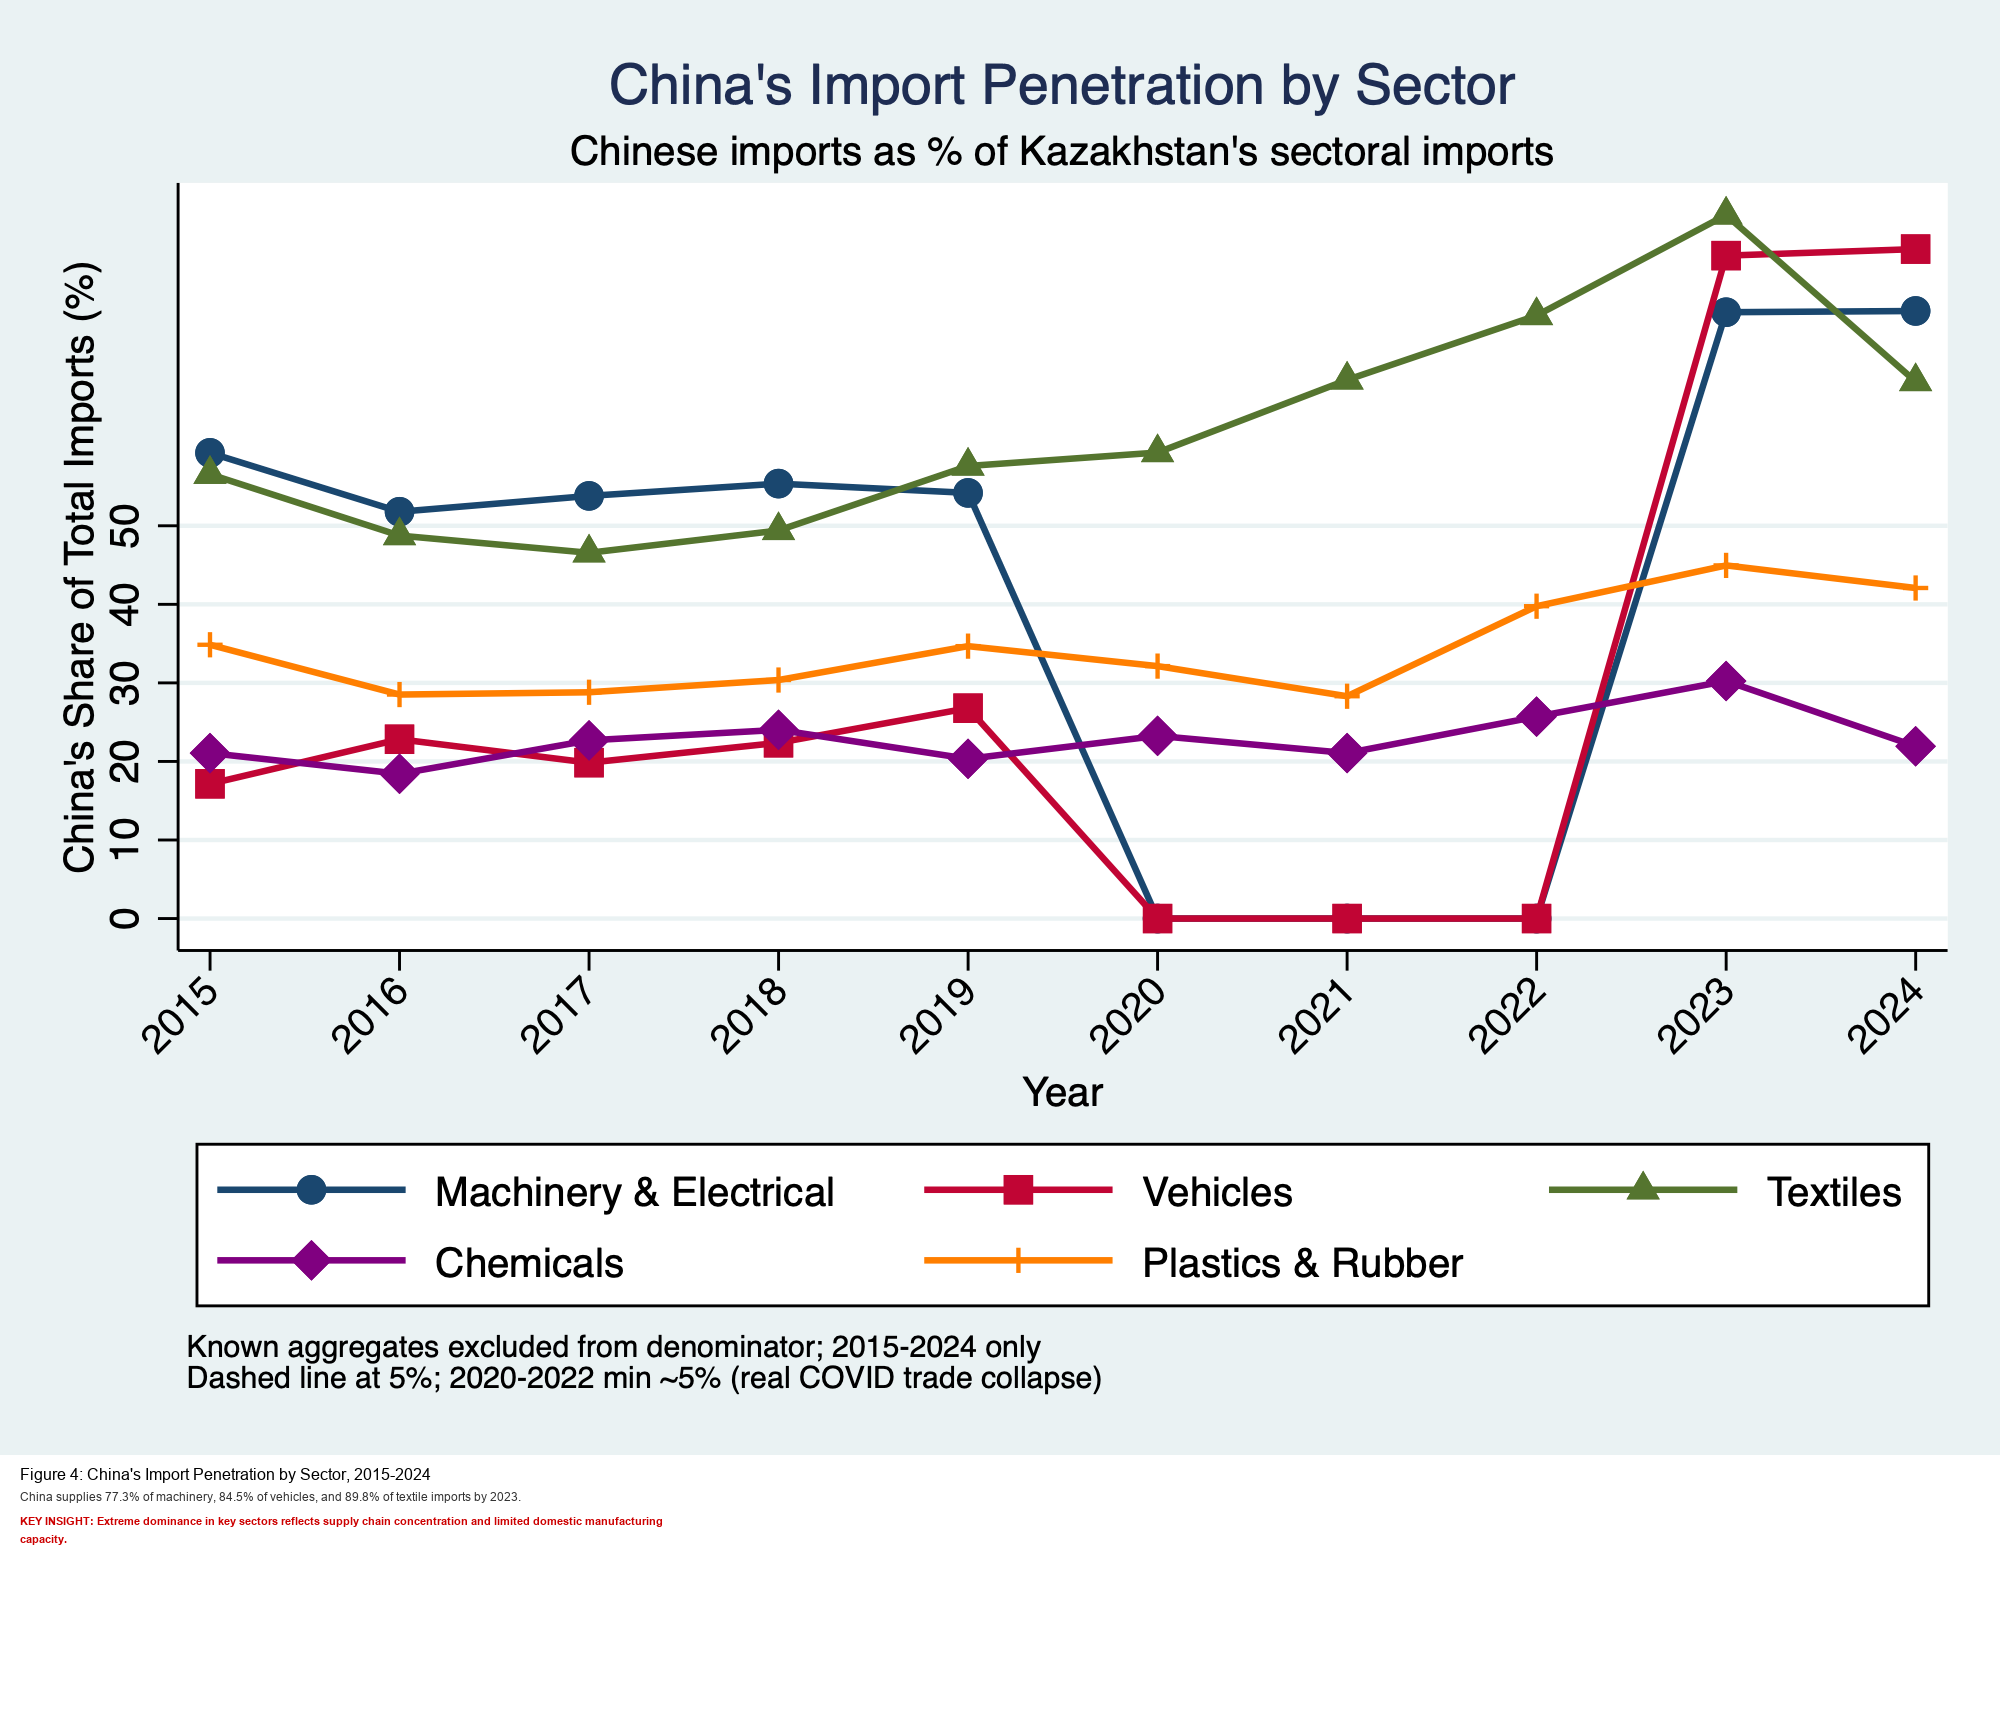 China's Import Penetration by Sector
Chinese imports as % of Kazakhstan's sectoral imports
China's Share of Total Imports (%)
50
40
30
20
10
0
2015 2016 2017 2018 2019 2020 2021 2022 2023 2024
Year
Machinery & Electrical Vehicles Textiles
Chemicals Plastics & Rubber
Known aggregates excluded from denominator; 2015-2024 only
Dashed line at 5%; 2020-2022 min ~5% (real COVID trade collapse)
Figure 4: China's Import Penetration by Sector, 2015-2024
China supplies 77.3% of machinery, 84.5% of vehicles, and 89.8% of textile imports by 2023.
KEY INSIGHT: Extreme dominance in key sectors reflects supply chain concentration and limited domestic manufacturing
capacity.